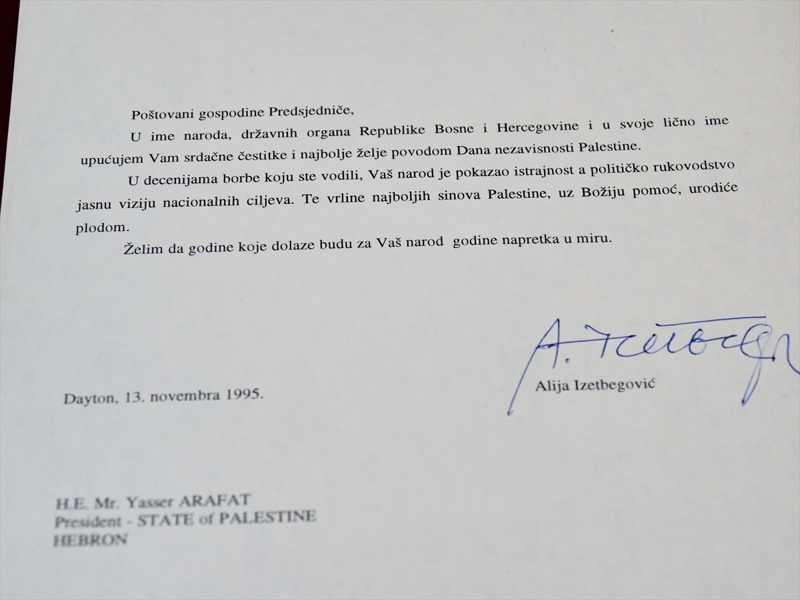 Poštovani gospodine Predsjedniče,
U ime naroda, državnih organa Republike Bosne i Hercegovine i u svoje lično ime
upućujem Vam srdačne čestitke i najbolje želje povodom Dana nezavisnosti Palestine.
U decenijama borbe koju ste vodili, Vaš narod je pokazao istrajnost a političko rukovodstvo
jasnu viziju nacionalnih ciljeva. Te vrline najboljih sinova Palestine, uz Božiju pomoć, urodiće
plodom.
Želim da godine koje dolaze budu za Vaš narod godine napretka u miru.
A. Izetbegović
Alija Izetbegović
Dayton, 13. novembra 1995.
H.E. Mr. Yasser ARAFAT
President - STATE of PALESTINE
HEBRON